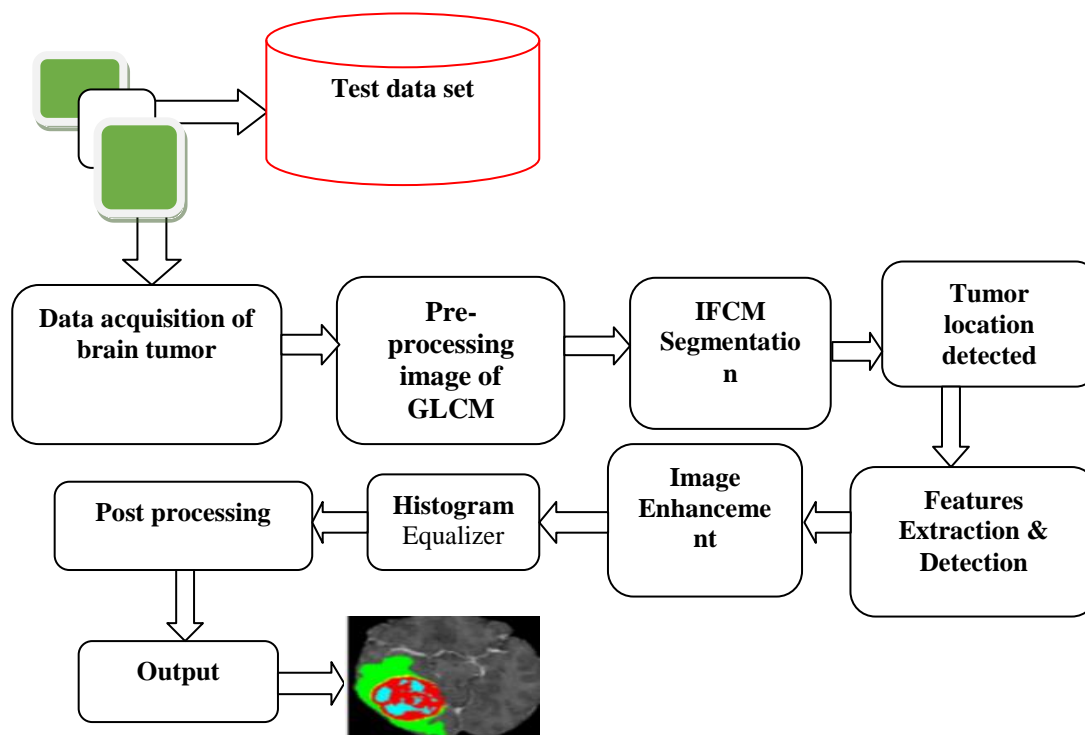 Test data set
Data acquisition of
brain tumor
Pre-
processing
image of
GLCM
IFCM
Segmentatio
n
Tumor
location
detected
Features
Extraction &
Detection
Image
Enhanceme
nt
Histogram
Equalizer
Post processing
Output